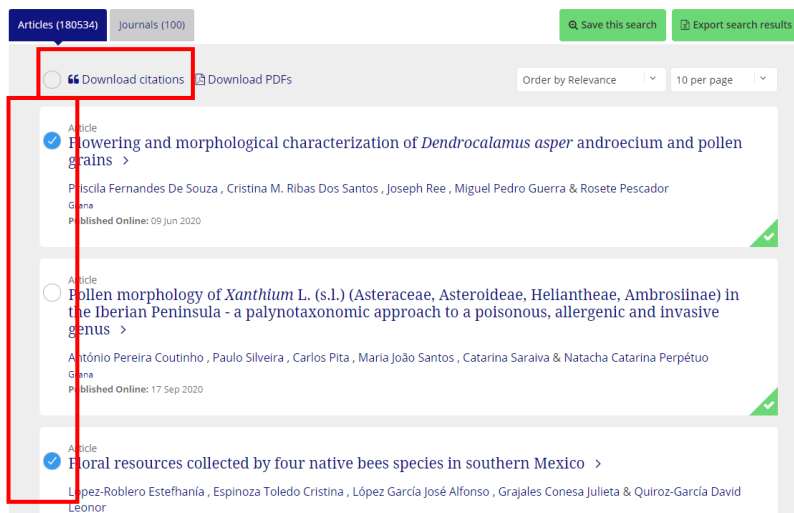 Articles (180534) Journals (100) Save this search Export search results
Download citations Download PDFs Order by Relevance 10 per page
Article
Flowering and morphological characterization of Dendrocalamus asper androecium and pollen
grains >
Priscila Fernandes De Souza , Cristina M. Ribas Dos Santos , Joseph Ree , Miguel Pedro Guerra & Rosete Pescador
Grana
Published Online: 09 Jun 2020
Article
Pollen morphology of Xanthium L. (s.l.) (Asteraceae, Asteroideae, Heliantheae, Ambrosiinae) in
the Iberian Peninsula - a palynotaxonomic approach to a poisonous, allergenic and invasive
genus >
António Pereira Coutinho , Paulo Silveira , Carlos Pita , Maria João Santos , Catarina Saraiva & Natacha Catarina Perpétuo
Grana
Published Online: 17 Sep 2020
Article
Floral resources collected by four native bees species in southern Mexico >
López-Roblero Estefhanía , Espinoza Toledo Cristina , López García José Alfonso , Grajales Conesa Julieta & Quiroz-García David
Leonor